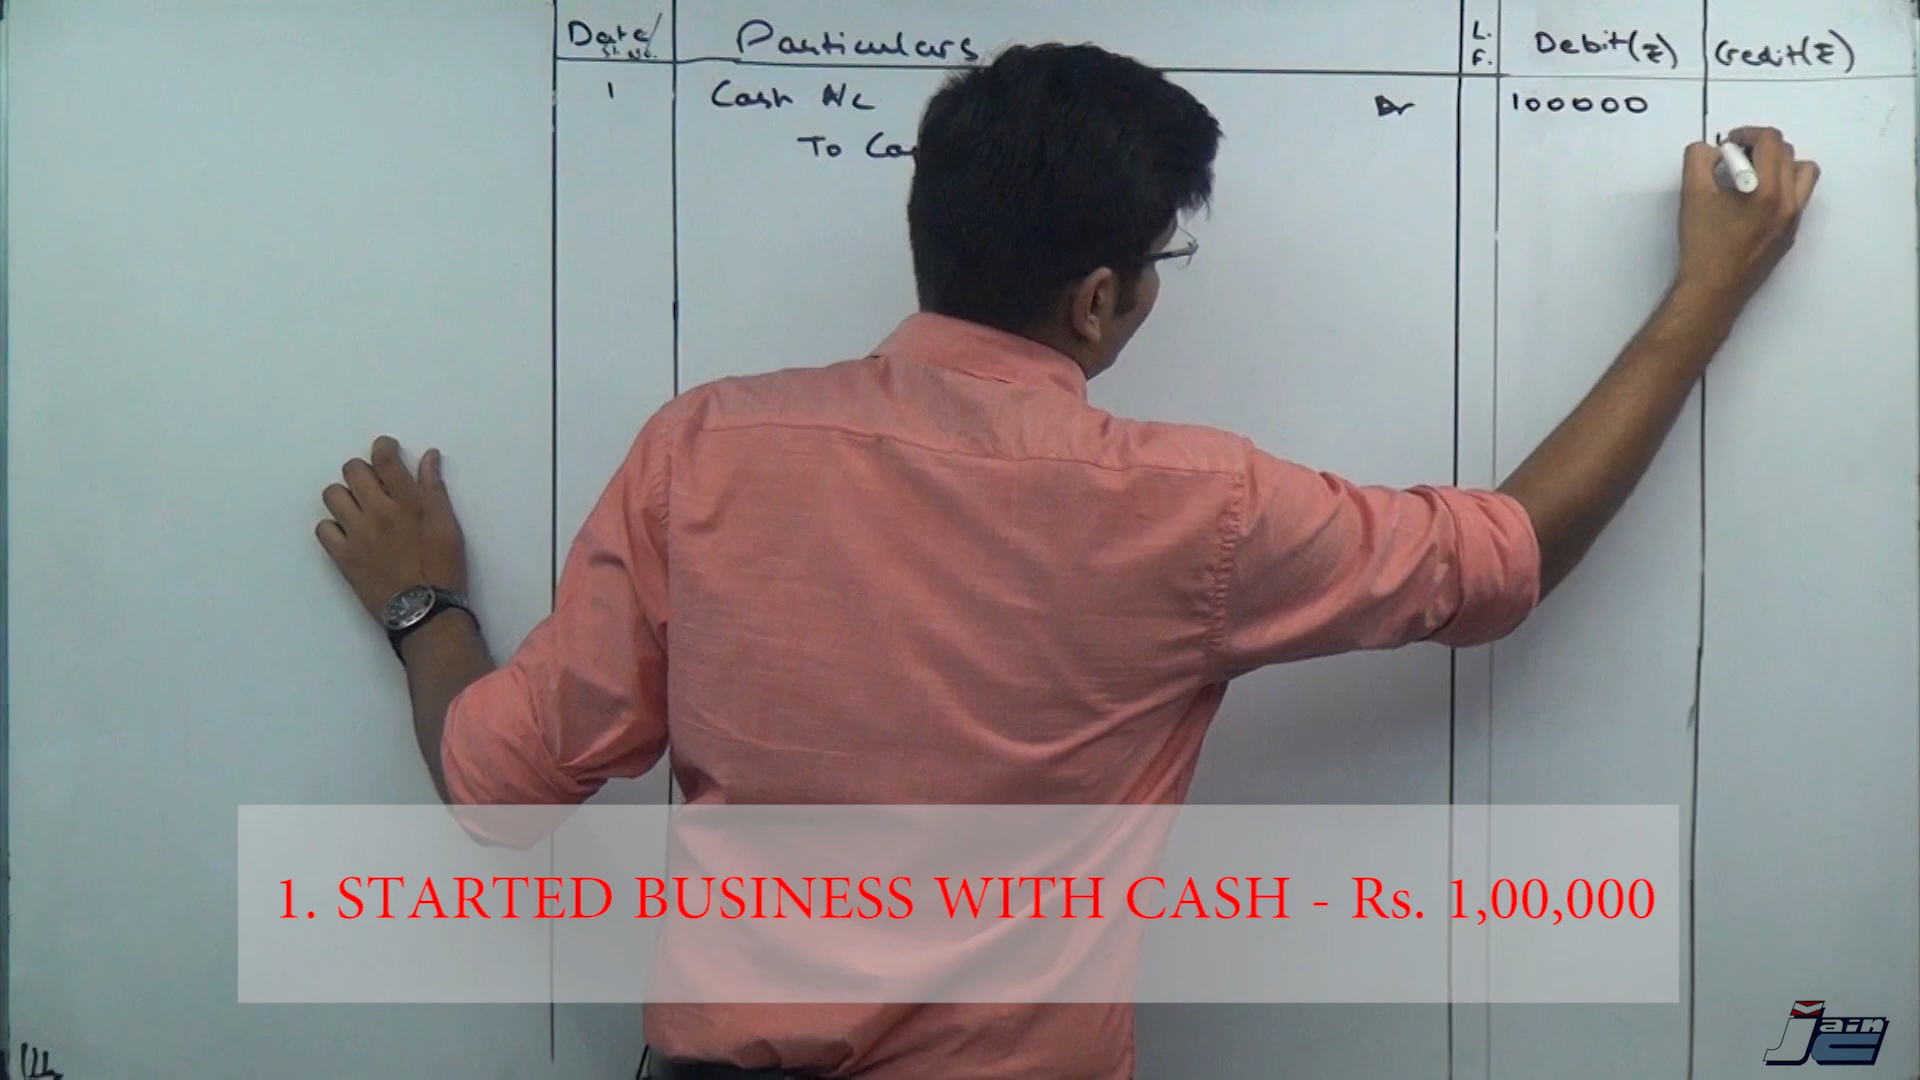 Date/ Particulars L. Debit(₹) Credit(₹)
Sl. No. F.
1 Cash A/c Dr 100000
To
1. STARTED BUSINESS WITH CASH - Rs. 1,00,000
Jain